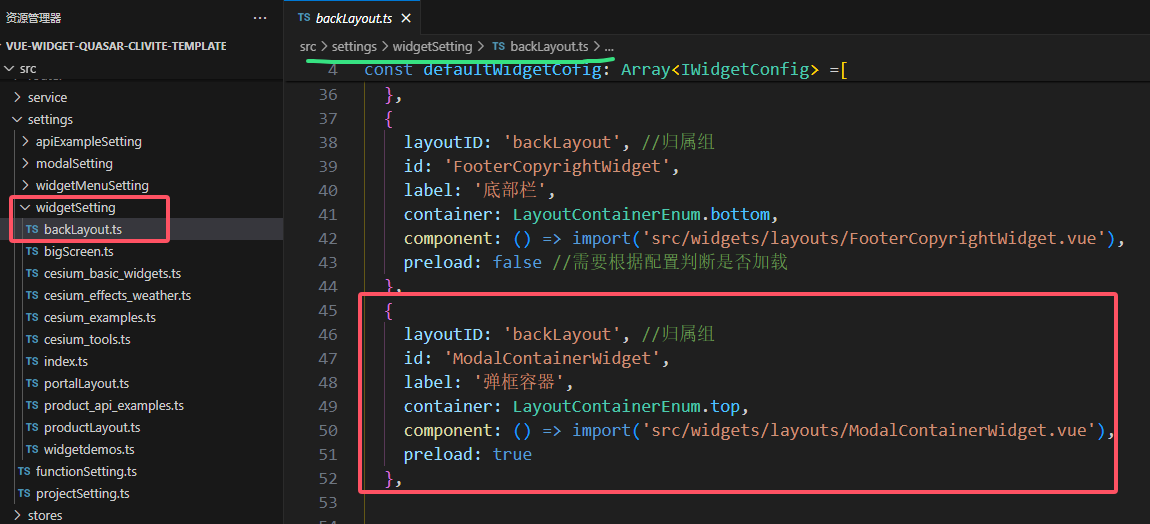 资源管理器
...
VUE-WIDGET-QUASAR-CLIVITE-TEMPLATE
src
service
settings
apiExampleSetting
modalSetting
widgetMenuSetting
widgetSetting
TS backLayout.ts
TS bigScreen.ts
TS cesium_basic_widgets.ts
TS cesium_effects_weather.ts
TS cesium_examples.ts
TS cesium_tools.ts
TS index.ts
TS portalLayout.ts
TS product_api_examples.ts
TS productLayout.ts
TS widgetdemos.ts
TS functionSetting.ts
TS projectSetting.ts
stores
TS backLayout.ts ×
src > settings > widgetSetting > TS backLayout.ts > ...
4 const defaultWidgetCofig: Array<IWidgetConfig> =[
36 },
37 {
38 layoutID: 'backLayout', //归属组
39 id: 'FooterCopyrightWidget',
40 label: '底部栏',
41 container: LayoutContainerEnum.bottom,
42 component: () => import('src/widgets/layouts/FooterCopyrightWidget.vue'),
43 preload: false //需要根据配置判断是否加载
44 },
45 {
46 layoutID: 'backLayout', //归属组
47 id: 'ModalContainerWidget',
48 label: '弹框容器',
49 container: LayoutContainerEnum.top,
50 component: () => import('src/widgets/layouts/ModalContainerWidget.vue'),
51 preload: true
52 },
53